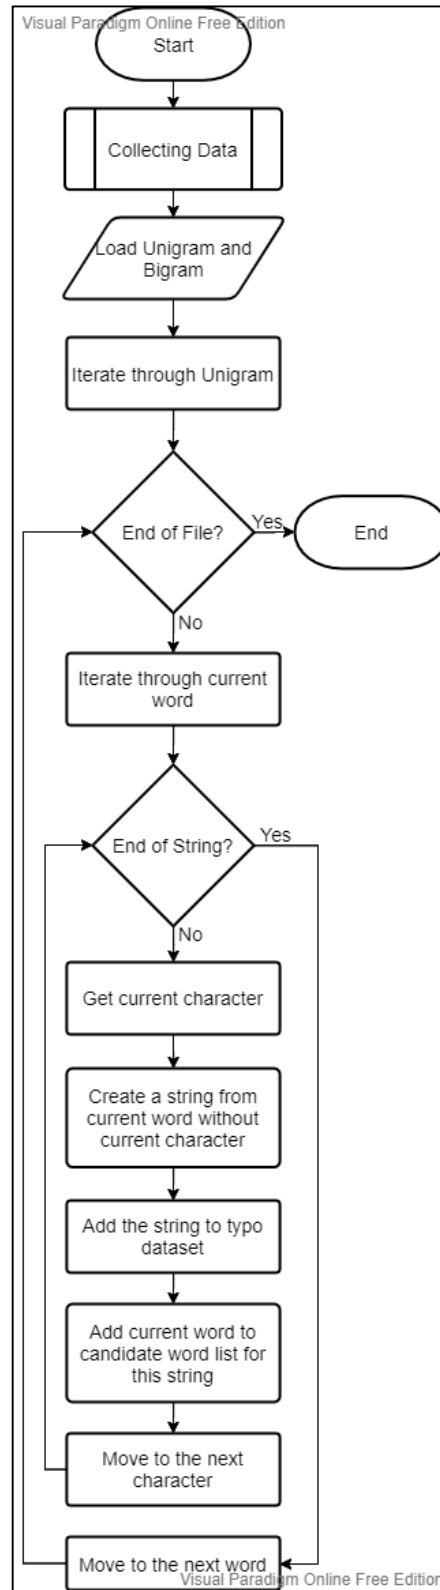 Visual Paradigm Online Free Edition
Start
Collecting Data
Load Unigram and
Bigram
Iterate through Unigram
End of File?
Yes
End
No
Iterate through current
word
End of String?
Yes
No
Get current character
Create a string from
current word without
current character
Add the string to typo
dataset
Add current word to
candidate word list for
this string
Move to the next
character
Move to the next word
Visual Paradigm Online Free Edition